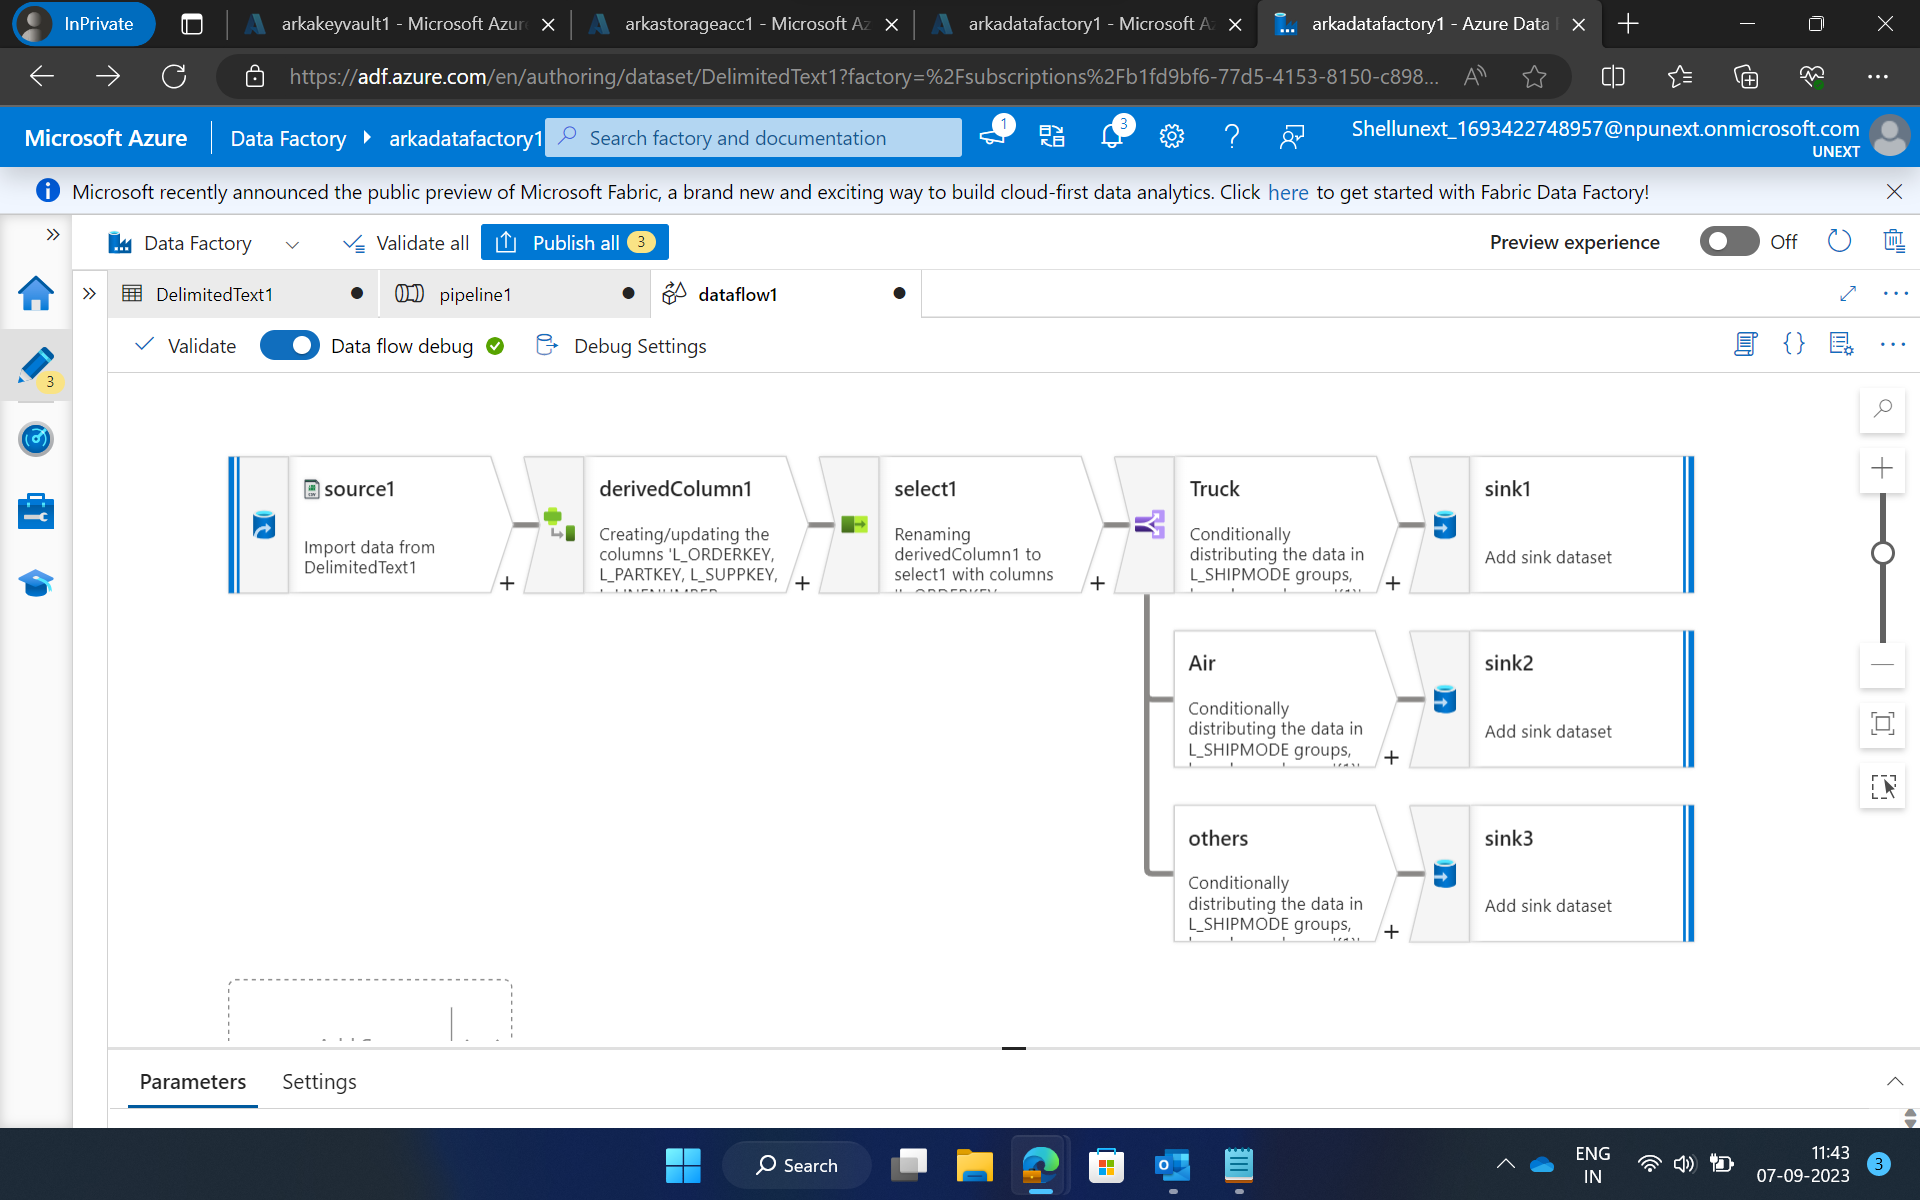 InPrivate
arkakeyvault1 - Microsoft Azur
arkastorageacc1 - Microsoft Az
arkadatafactory1 - Microsoft Az
arkadatafactory1 - Azure Data
https://adf.azure.com/en/authoring/dataset/DelimitedText1?factory=%2Fsubscriptions%2Fb1fd9bf6-77d5-4153-8150-c898...
Microsoft Azure
Data Factory
arkadatafactory1
Search factory and documentation
1
3
Shellunext_1693422748957@npunext.onmicrosoft.com
UNEXT
Microsoft recently announced the public preview of Microsoft Fabric, a brand new and exciting way to build cloud-first data analytics. Click here to get started with Fabric Data Factory!
Data Factory
Validate all
Publish all 3
Preview experience
Off
DelimitedText1
pipeline1
dataflow1
3
Validate
Data flow debug
Debug Settings
source1
Import data from
DelimitedText1
derivedColumn1
Creating/updating the
columns 'L_ORDERKEY,
L_PARTKEY, L_SUPPKEY,
select1
Renaming
derivedColumn1 to
select1 with columns
Truck
Conditionally
distributing the data in
L_SHIPMODE groups,
sink1
Add sink dataset
Air
Conditionally
distributing the data in
L_SHIPMODE groups,
sink2
Add sink dataset
others
Conditionally
distributing the data in
L_SHIPMODE groups,
sink3
Add sink dataset
Parameters
Settings
Search
ENG
IN
11:43
07-09-2023
3